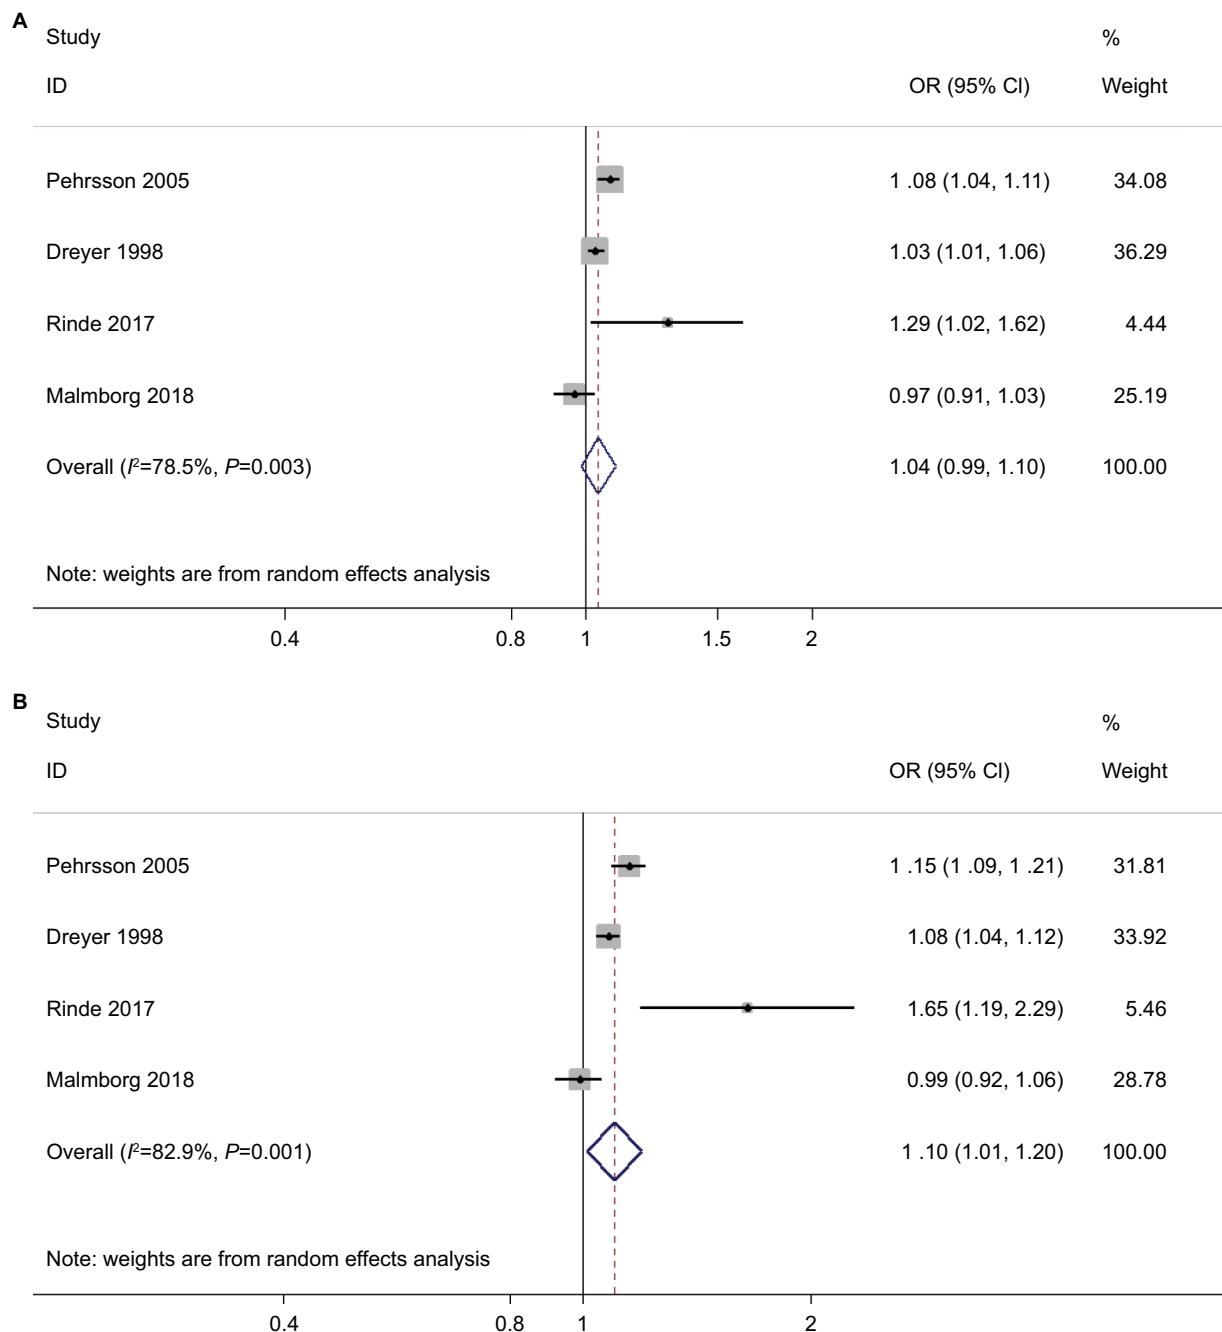 A
Study %
ID OR (95% CI) Weight
Pehrsson 2005 1 .08 (1.04, 1.11) 34.08
Dreyer 1998 1.03 (1.01, 1.06) 36.29
Rinde 2017 1.29 (1.02, 1.62) 4.44
Malmborg 2018 0.97 (0.91, 1.03) 25.19
Overall (I²=78.5%, P=0.003) 1.04 (0.99, 1.10) 100.00
Note: weights are from random effects analysis
0.4 0.8 1 1.5 2
B
Study %
ID OR (95% CI) Weight
Pehrsson 2005 1 .15 (1 .09, 1 .21) 31.81
Dreyer 1998 1.08 (1.04, 1.12) 33.92
Rinde 2017 1.65 (1.19, 2.29) 5.46
Malmborg 2018 0.99 (0.92, 1.06) 28.78
Overall (I²=82.9%, P=0.001) 1 .10 (1.01, 1.20) 100.00
Note: weights are from random effects analysis
0.4 0.8 1 2